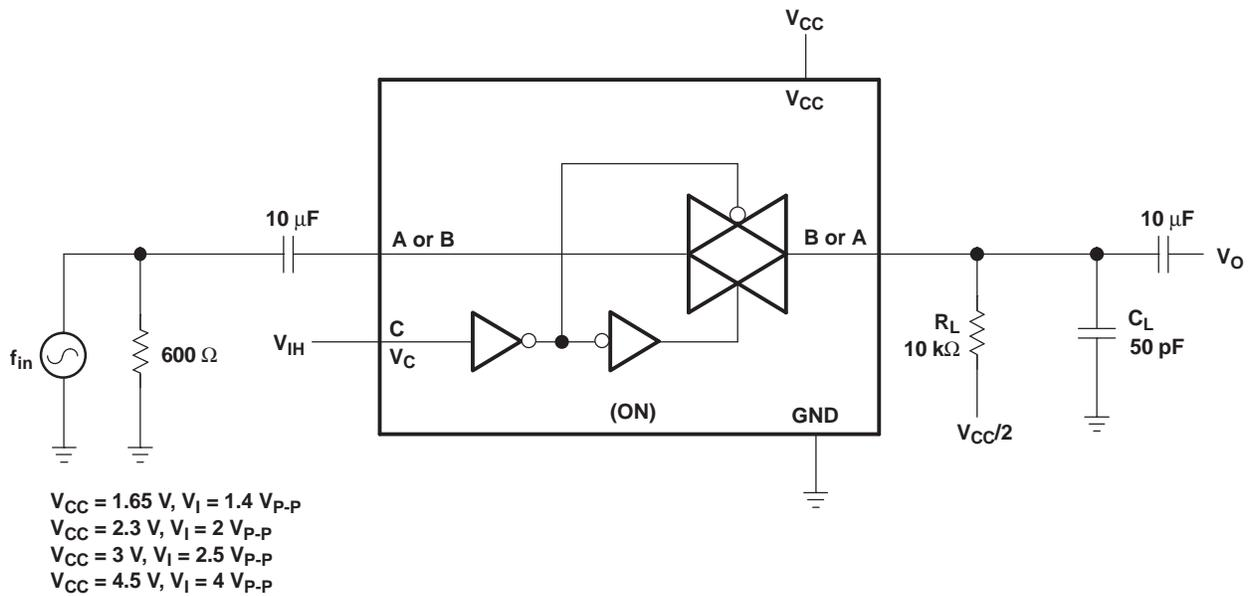 VCC
VCC
10 μF
A or B
B or A
10 μF
VO
fin
600 Ω
VIH
C
VC
RL
10 kΩ
CL
50 pF
(ON)
GND
VCC/2
VCC = 1.65 V, VI = 1.4 VP-P
VCC = 2.3 V, VI = 2 VP-P
VCC = 3 V, VI = 2.5 VP-P
VCC = 4.5 V, VI = 4 VP-P